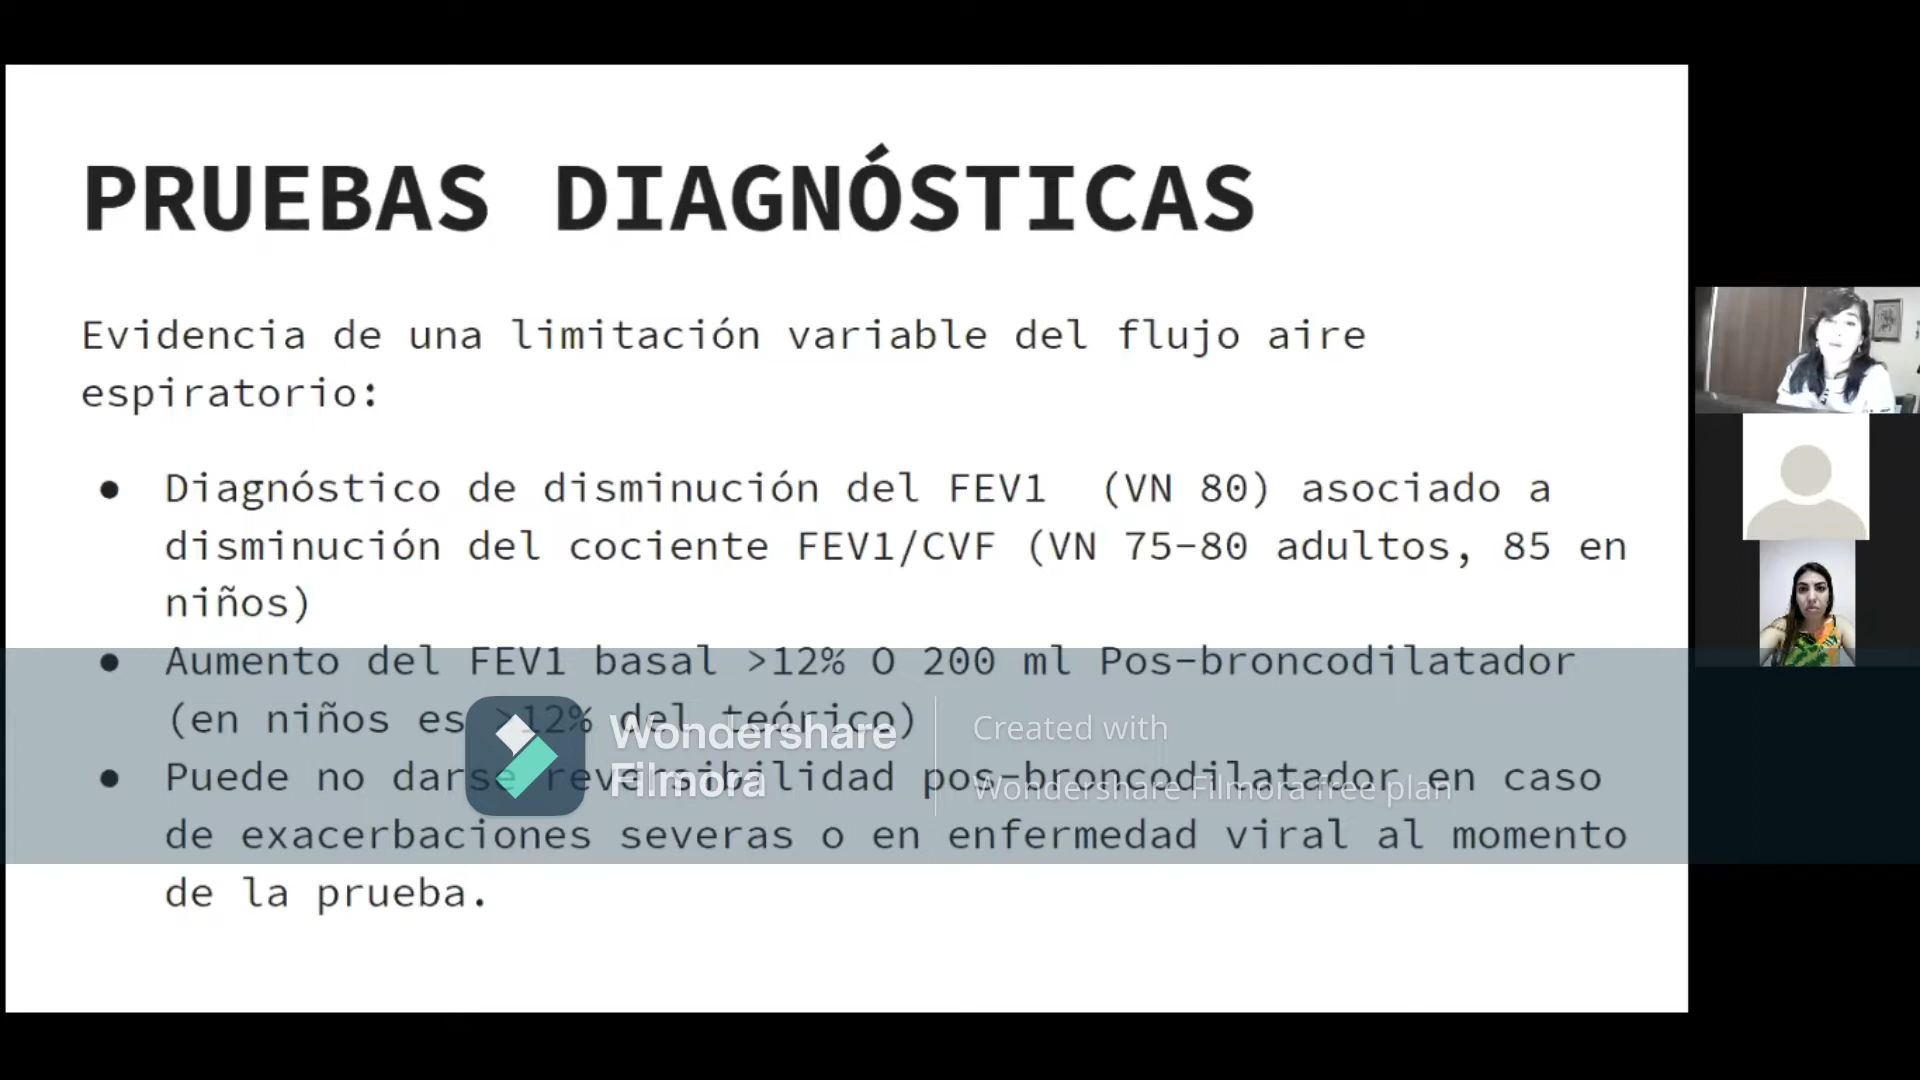 PRUEBAS DIAGNÓSTICAS
Evidencia de una limitación variable del flujo aire
espiratorio:
● Diagnóstico de disminución del FEV1 (VN 80) asociado a
disminución del cociente FEV1/CVF (VN 75-80 adultos, 85 en
niños)
● Aumento del FEV1 basal >12% O 200 ml Pos-broncodilatador
(en niños es >12% del teórico)
● Puede no darse reversibilidad pos-broncodilatador en caso
de exacerbaciones severas o en enfermedad viral al momento
de la prueba.
Wondershare
Filmora
Created with
Wondershare Filmora free plan